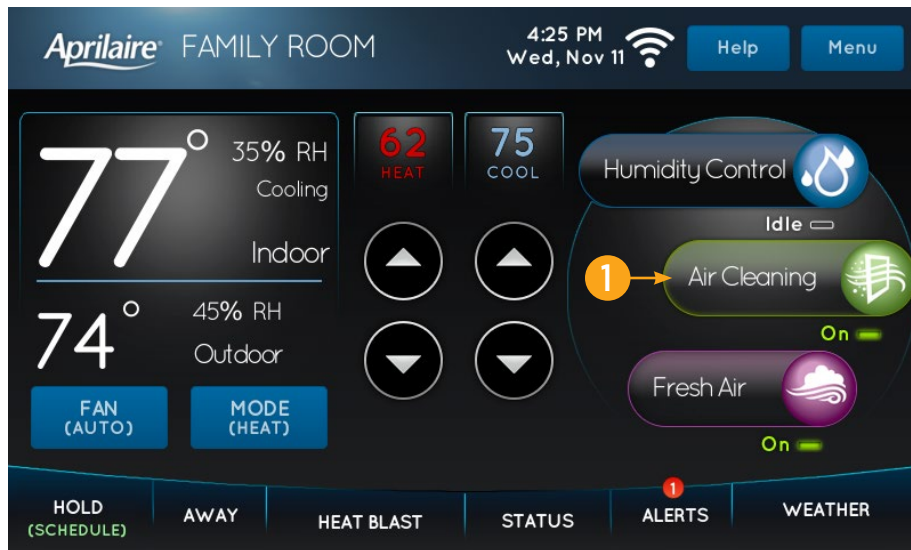 Aprilaire® FAMILY ROOM
4:25 PM
Wed, Nov 11
Help
Menu
77°
35% RH
Cooling
Indoor
74°
45% RH
Outdoor
FAN
(AUTO)
MODE
(HEAT)
62
HEAT
75
COOL
Humidity Control
Idle
1
Air Cleaning
On
Fresh Air
On
HOLD
(SCHEDULE)
AWAY
HEAT BLAST
STATUS
1
ALERTS
WEATHER